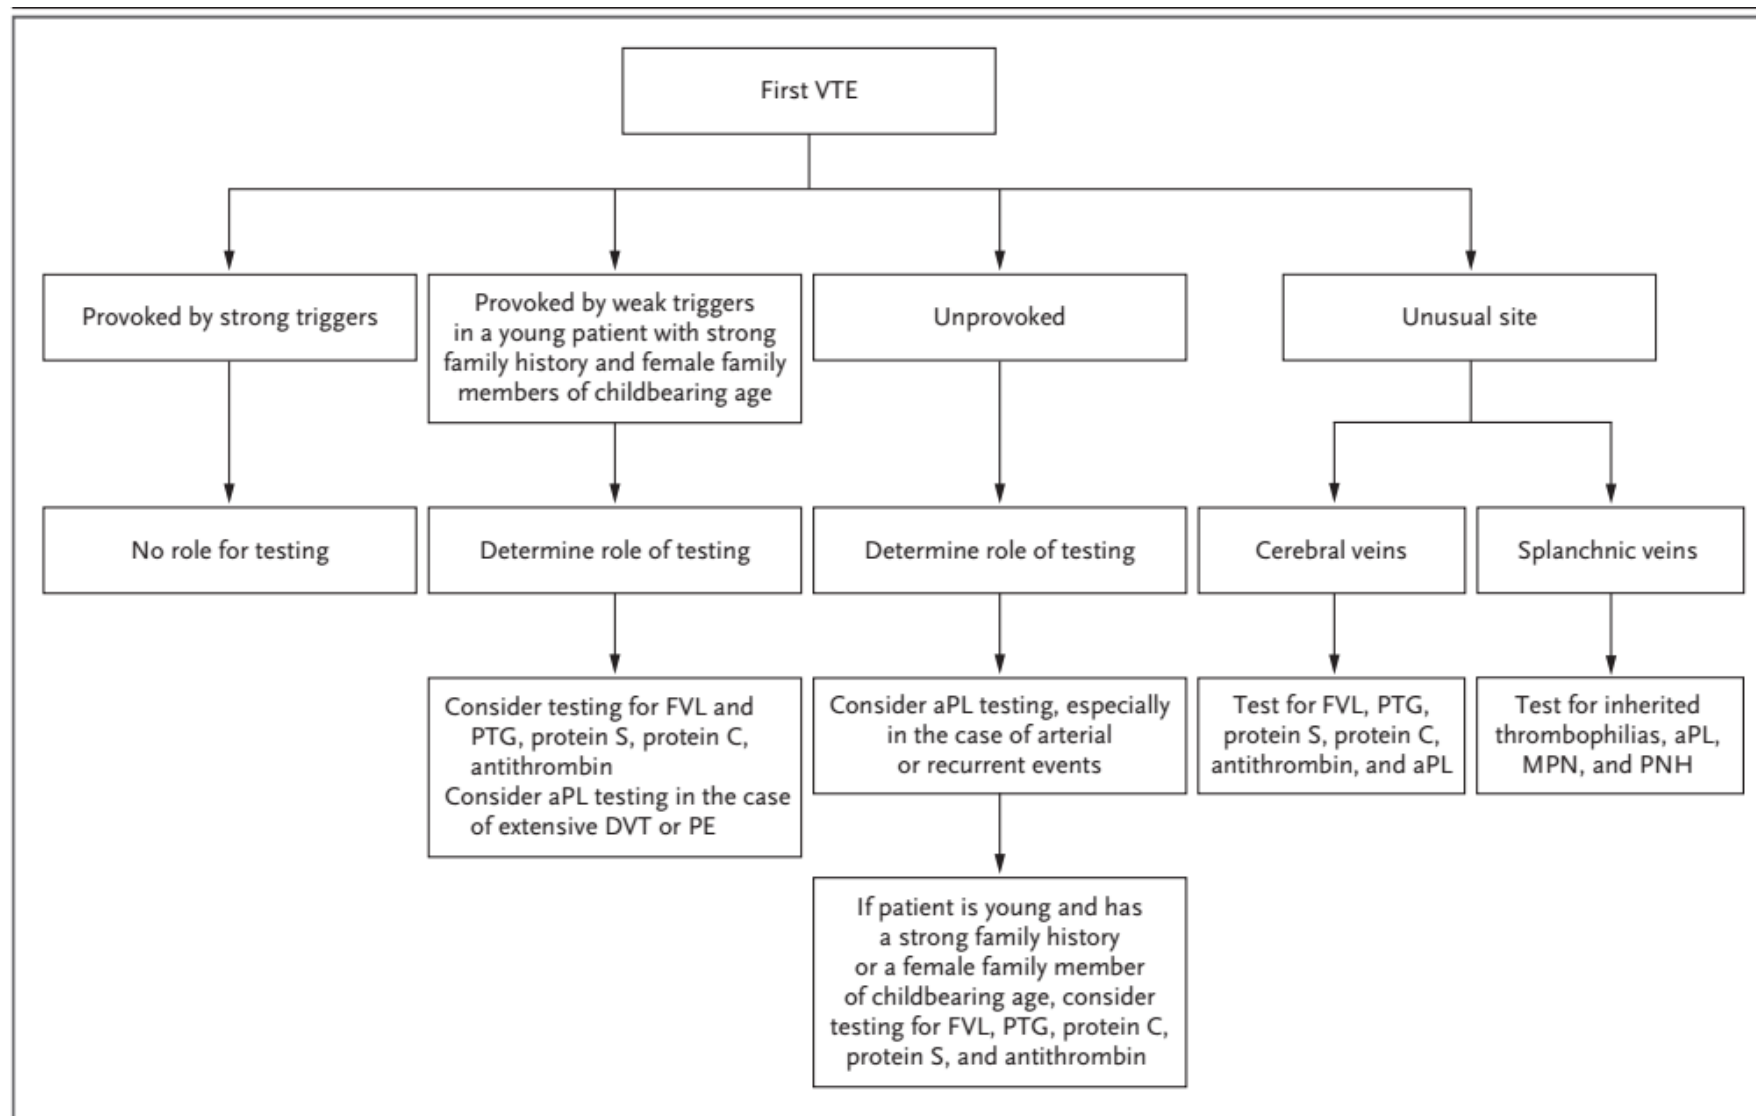 First VTE
Provoked by strong triggers
Provoked by weak triggers
in a young patient with strong
family history and female family
members of childbearing age
Unprovoked
Unusual site
No role for testing
Determine role of testing
Determine role of testing
Cerebral veins
Splanchnic veins
Consider testing for FVL and
PTG, protein S, protein C,
antithrombin
Consider aPL testing in the case
of extensive DVT or PE
Consider aPL testing, especially
in the case of arterial
or recurrent events
Test for FVL, PTG,
protein S, protein C,
antithrombin, and aPL
Test for inherited
thrombophilias, aPL,
MPN, and PNH
If patient is young and has
a strong family history
or a female family member
of childbearing age, consider
testing for FVL, PTG, protein C,
protein S, and antithrombin